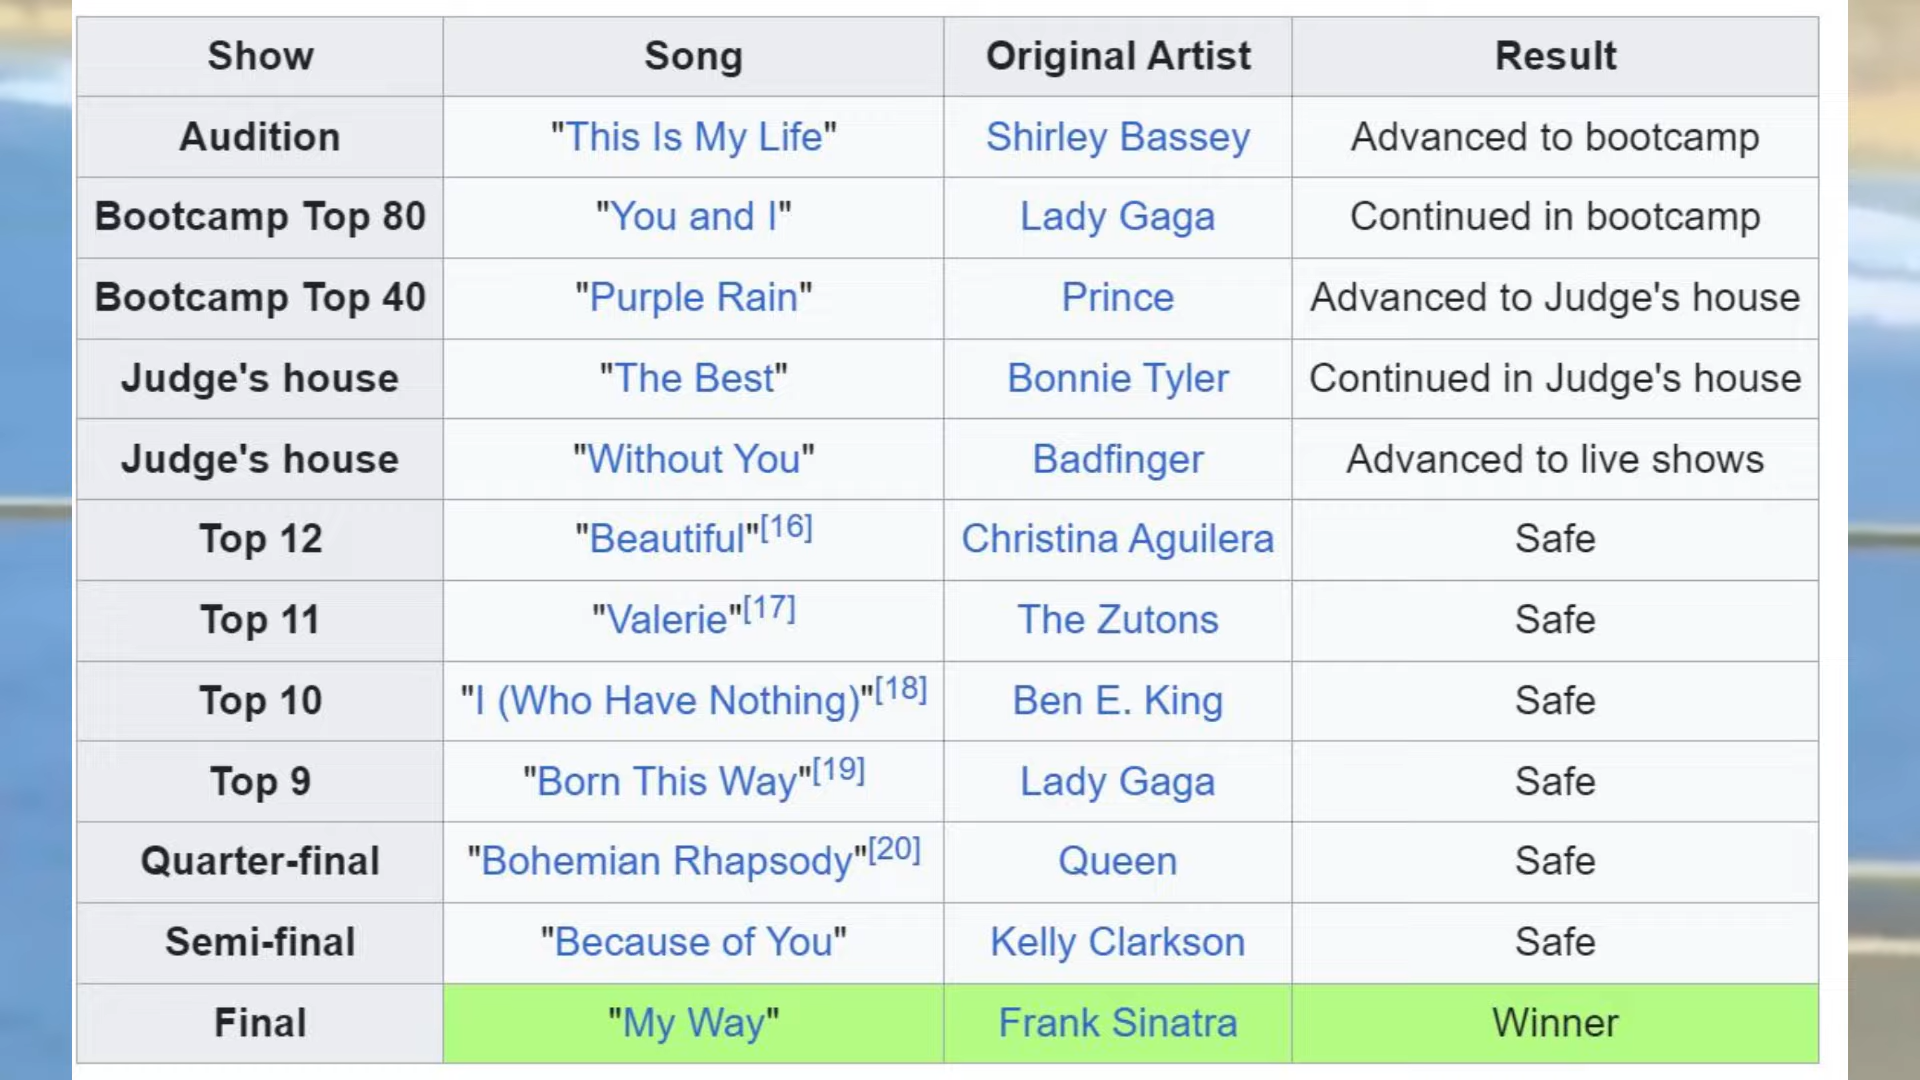 Show Song Original Artist Result
Audition "This Is My Life" Shirley Bassey Advanced to bootcamp
Bootcamp Top 80 "You and I" Lady Gaga Continued in bootcamp
Bootcamp Top 40 "Purple Rain" Prince Advanced to Judge's house
Judge's house "The Best" Bonnie Tyler Continued in Judge's house
Judge's house "Without You" Badfinger Advanced to live shows
Top 12 "Beautiful"[16] Christina Aguilera Safe
Top 11 "Valerie"[17] The Zutons Safe
Top 10 "I (Who Have Nothing)"[18] Ben E. King Safe
Top 9 "Born This Way"[19] Lady Gaga Safe
Quarter-final "Bohemian Rhapsody"[20] Queen Safe
Semi-final "Because of You" Kelly Clarkson Safe
Final "My Way" Frank Sinatra Winner